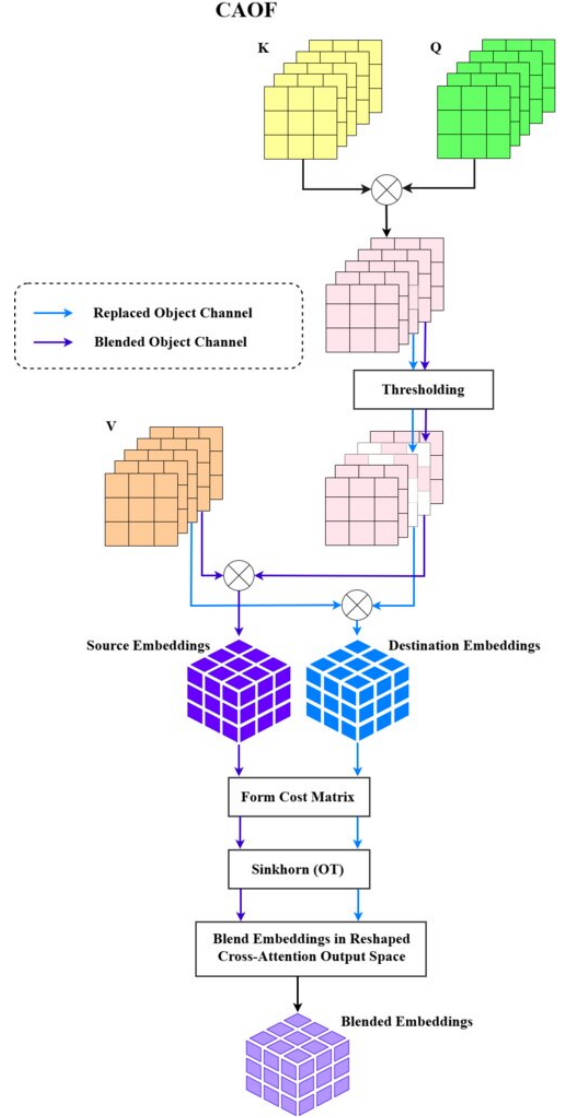 CAOF
K
Q
Replaced Object Channel
Blended Object Channel
Thresholding
V
Source Embeddings
Destination Embeddings
Form Cost Matrix
Sinkhorn (OT)
Blend Embeddings in Reshaped
Cross-Attention Output Space
Blended Embeddings